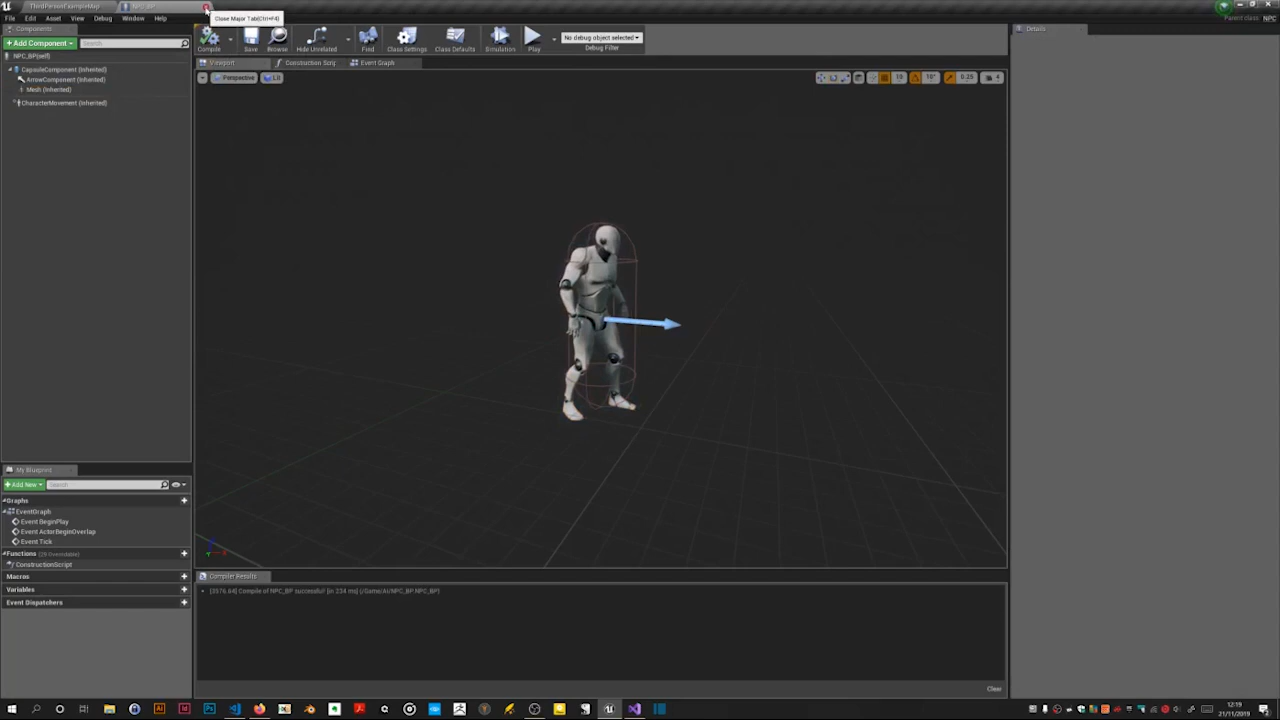 ThirdPersonExampleMap
NPC_BP
Close Major Tab(Ctrl+F4)
Parent class: NPC
File Edit Asset View Debug Window Help
Components
Details
+Add Component
Search
Compile
Save
Browse
Hide Unrelated
Find
Class Settings
Class Defaults
Simulation
Play
No debug object selected
Debug Filter
NPC_BP(self)
Viewport
Construction Scrip
Event Graph
CapsuleComponent (Inherited)
ArrowComponent (Inherited)
Mesh (Inherited)
CharacterMovement (Inherited)
Perspective
Lit
10
10°
0.25
4
My Blueprint
+Add New
Search
Graphs
EventGraph
Event BeginPlay
Event ActorBeginOverlap
Event Tick
Functions (29 Overridable)
ConstructionScript
Macros
Variables
Event Dispatchers
Compiler Results
[3576.64] Compile of NPC_BP successful! [in 234 ms] (/Game/AI/NPC_BP.NPC_BP)
Clear
12:19
21/11/2019